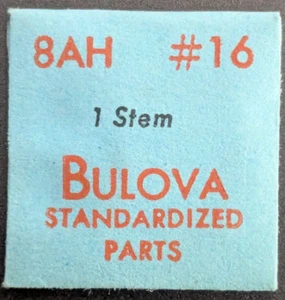 8AH #16
1 Stem
BULOVA
STANDARDIZED
PARTS